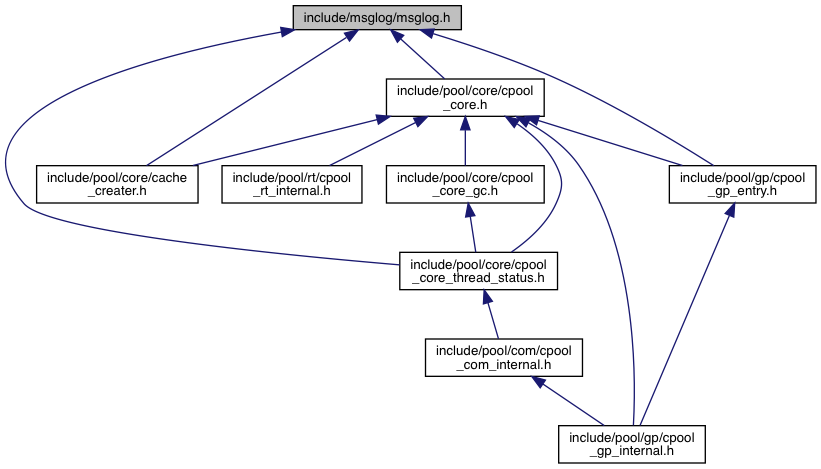 include/msglog/msglog.h
include/pool/core/cpool
_core.h
include/pool/core/cache
_creater.h
include/pool/rt/cpool
_rt_internal.h
include/pool/core/cpool
_core_gc.h
include/pool/gp/cpool
_gp_entry.h
include/pool/core/cpool
_core_thread_status.h
include/pool/com/cpool
_com_internal.h
include/pool/gp/cpool
_gp_internal.h